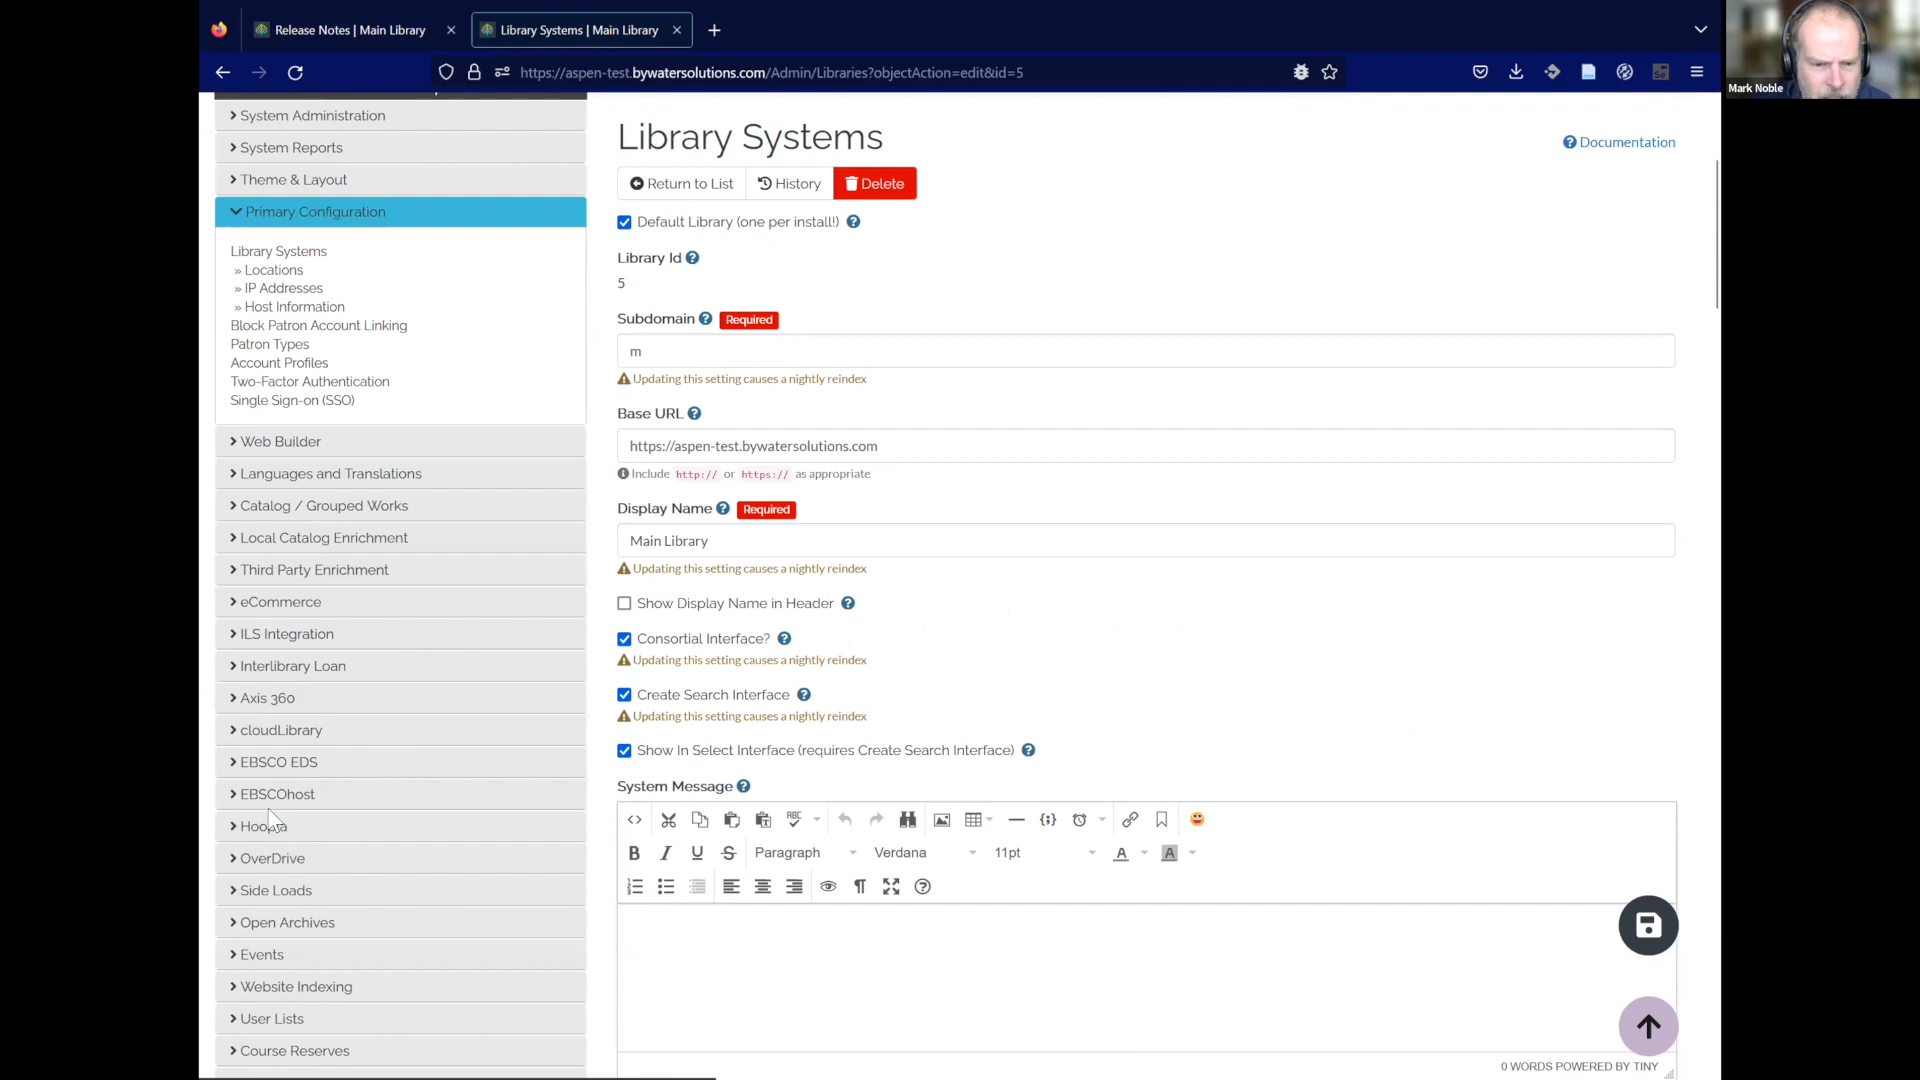 Release Notes | Main Library
Library Systems | Main Library
https://aspen-test.bywatersolutions.com/Admin/Libraries?objectAction=edit&id=5
Mark Noble
System Administration
System Reports
Theme & Layout
Primary Configuration
Library Systems
» Locations
» IP Addresses
» Host Information
Block Patron Account Linking
Patron Types
Account Profiles
Two-Factor Authentication
Single Sign-on (SSO)
Web Builder
Languages and Translations
Catalog / Grouped Works
Local Catalog Enrichment
Third Party Enrichment
eCommerce
ILS Integration
Interlibrary Loan
Axis 360
cloudLibrary
EBSCO EDS
EBSCOhost
Hoopla
OverDrive
Side Loads
Open Archives
Events
Website Indexing
User Lists
Course Reserves
Library Systems
Documentation
Return to List
History
Delete
Default Library (one per install!)
Library Id
5
Subdomain Required
m
Updating this setting causes a nightly reindex
Base URL
https://aspen-test.bywatersolutions.com
Include http:// or https:// as appropriate
Display Name Required
Main Library
Updating this setting causes a nightly reindex
Show Display Name in Header
Consortial Interface?
Updating this setting causes a nightly reindex
Create Search Interface
Updating this setting causes a nightly reindex
Show In Select Interface (requires Create Search Interface)
System Message
Paragraph
Verdana
11pt
0 WORDS POWERED BY TINY